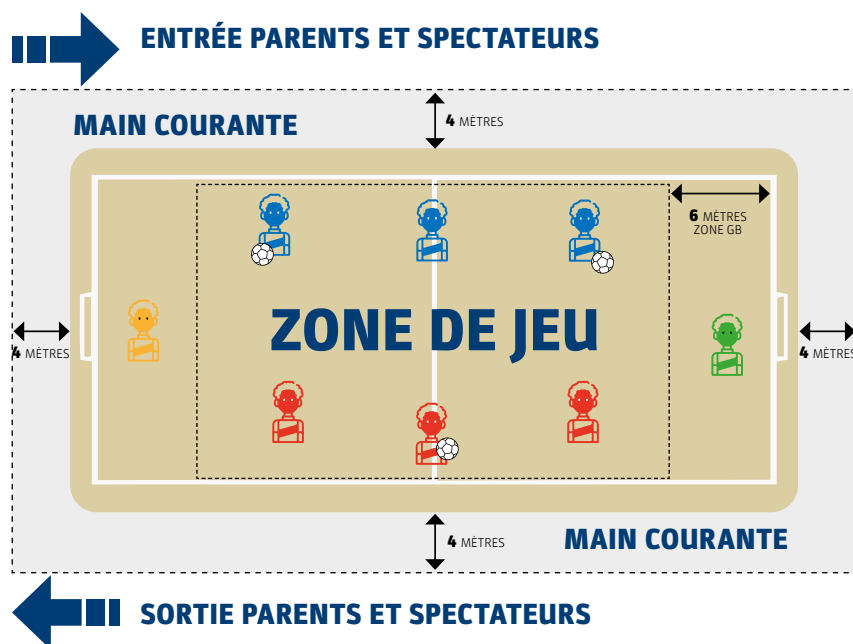 ENTRÉE PARENTS ET SPECTATEURS
MAIN COURANTE
4 MÈTRES
6 MÈTRES
ZONE GB
ZONE DE JEU
4 MÈTRES
4 MÈTRES
4 MÈTRES
MAIN COURANTE
SORTIE PARENTS ET SPECTATEURS